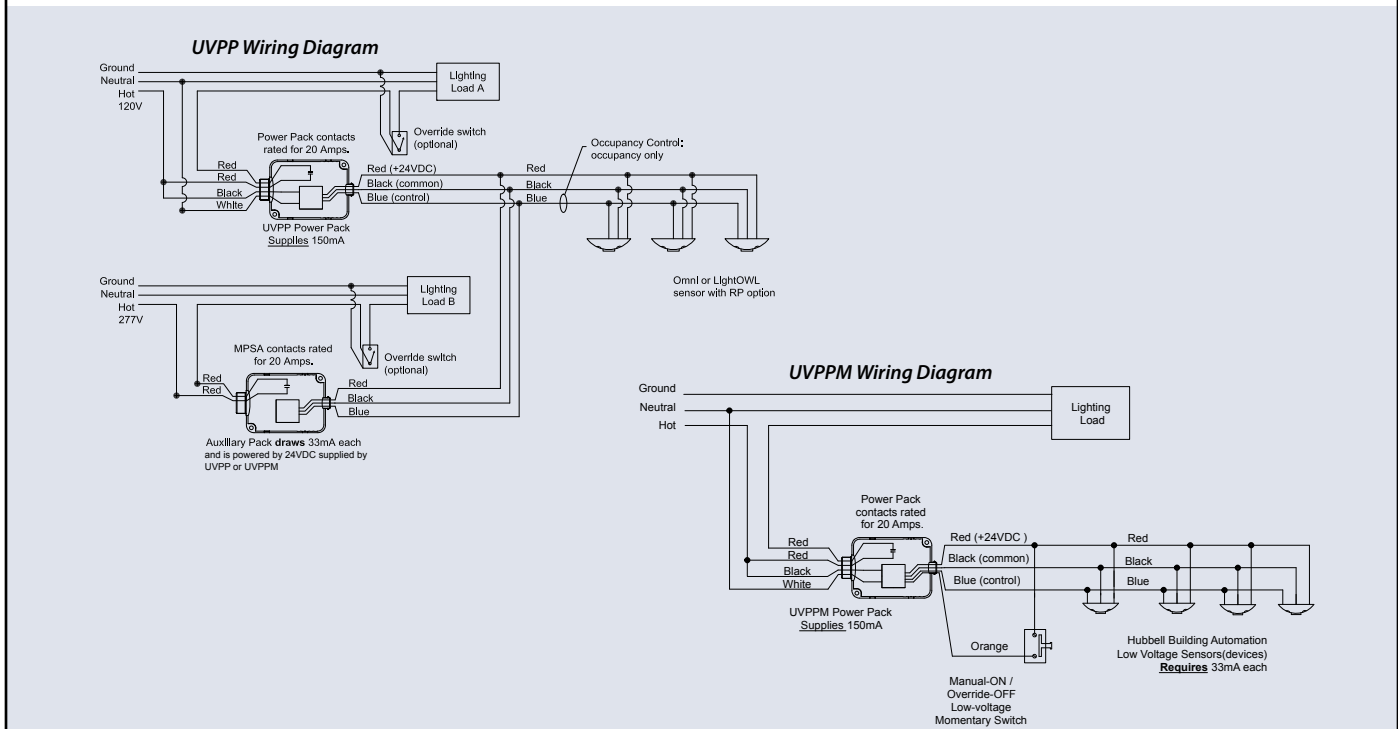 UVPP Wiring Diagram
Ground
Neutral
Hot
120V
Lighting
Load A
Override switch
(optional)
Power Pack contacts
rated for 20 Amps.
Red
Red
Black
White
Red (+24VDC)
Black (common)
Blue (control)
Red
Black
Blue
Occupancy Control:
occupancy only
UVPP Power Pack
Supplies 150mA
Omni or LightOWL
sensor with RP option
Ground
Neutral
Hot
277V
Lighting
Load B
Override switch
(optional)
MPSA contacts rated
for 20 Amps.
Red
Red
Red
Black
Blue
Auxiliary Pack draws 33mA each
and is powered by 24VDC supplied by
UVPP or UVPPM
UVPPM Wiring Diagram
Ground
Neutral
Hot
Lighting
Load
Power Pack
contacts rated
for 20 Amps.
Red
Red
Black
White
Red (+24VDC )
Black (common)
Blue (control)
Red
Black
Blue
UVPPM Power Pack
Supplies 150mA
Orange
Manual-ON /
Override-OFF
Low-voltage
Momentary Switch
Hubbell Building Automation
Low Voltage Sensors(devices)
Requires 33mA each